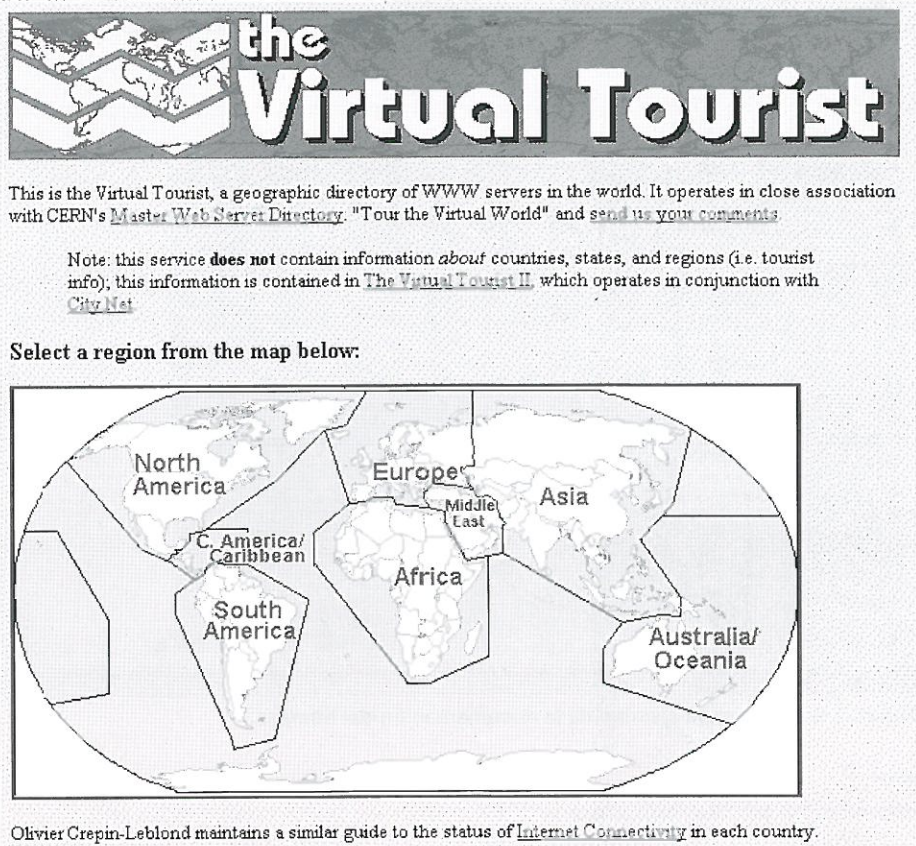 the
Virtual Tourist
This is the Virtual Tourist, a geographic directory of WWW servers in the world. It operates in close association
with CERN's Master Web Server Directory. "Tour the Virtual World" and send us your comments.
Note: this service does not contain information about countries, states, and regions (i.e. tourist
info); this information is contained in The Virtual Tourist II, which operates in conjunction with
City Net.
Select a region from the map below:
North
America
Europe
Asia
Middle
East
C. America/
Caribbean
Africa
South
America
Australia/
Oceania
Olivier Crepin-Leblond maintains a similar guide to the status of Internet Connectivity in each country.